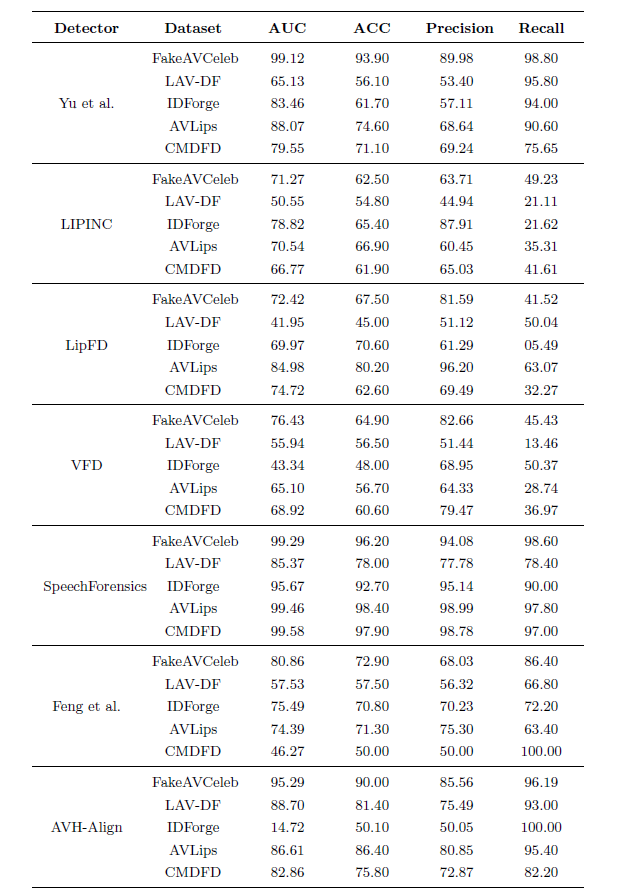 Detector Dataset AUC ACC Precision Recall
FakeAVCeleb 99.12 93.90 89.98 98.80
LAV-DF 65.13 56.10 53.40 95.80
Yu et al. IDForge 83.46 61.70 57.11 94.00
AVLips 88.07 74.60 68.64 90.60
CMDFD 79.55 71.10 69.24 75.65
FakeAVCeleb 71.27 62.50 63.71 49.23
LAV-DF 50.55 54.80 44.94 21.11
LIPINC IDForge 78.82 65.40 87.91 21.62
AVLips 70.54 66.90 60.45 35.31
CMDFD 66.77 61.90 65.03 41.61
FakeAVCeleb 72.42 67.50 81.59 41.52
LAV-DF 41.95 45.00 51.12 50.04
LipFD IDForge 69.97 70.60 61.29 05.49
AVLips 84.98 80.20 96.20 63.07
CMDFD 74.72 62.60 69.49 32.27
FakeAVCeleb 76.43 64.90 82.66 45.43
LAV-DF 55.94 56.50 51.44 13.46
VFD IDForge 43.34 48.00 68.95 50.37
AVLips 65.10 56.70 64.33 28.74
CMDFD 68.92 60.60 79.47 36.97
FakeAVCeleb 99.29 96.20 94.08 98.60
LAV-DF 85.37 78.00 77.78 78.40
SpeechForensics IDForge 95.67 92.70 95.14 90.00
AVLips 99.46 98.40 98.99 97.80
CMDFD 99.58 97.90 98.78 97.00
FakeAVCeleb 80.86 72.90 68.03 86.40
LAV-DF 57.53 57.50 56.32 66.80
Feng et al. IDForge 75.49 70.80 70.23 72.20
AVLips 74.39 71.30 75.30 63.40
CMDFD 46.27 50.00 50.00 100.00
FakeAVCeleb 95.29 90.00 85.56 96.19
LAV-DF 88.70 81.40 75.49 93.00
AVH-Align IDForge 14.72 50.10 50.05 100.00
AVLips 86.61 86.40 80.85 95.40
CMDFD 82.86 75.80 72.87 82.20